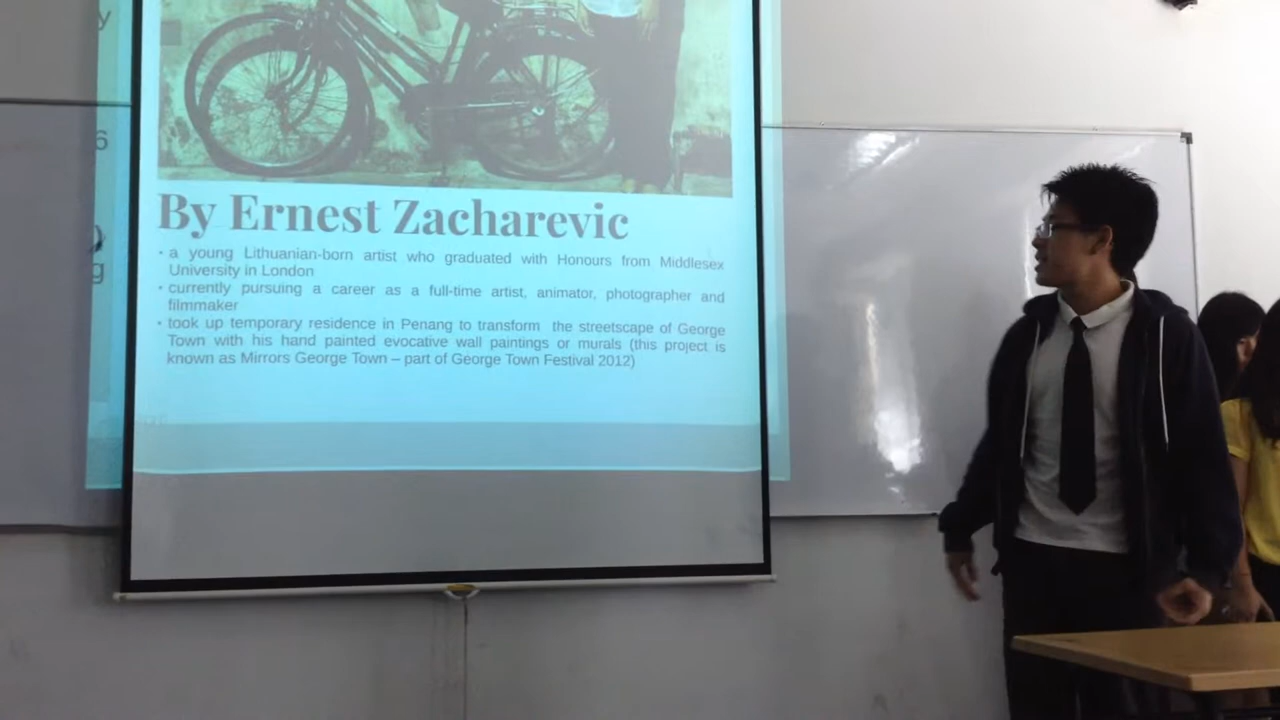 y
6
g
By Ernest Zacharevic
• a young Lithuanian-born artist who graduated with Honours from Middlesex
University in London
• currently pursuing a career as a full-time artist, animator, photographer and
filmmaker
• took up temporary residence in Penang to transform the streetscape of George
Town with his hand painted evocative wall paintings or murals (this project is
known as Mirrors George Town – part of George Town Festival 2012)